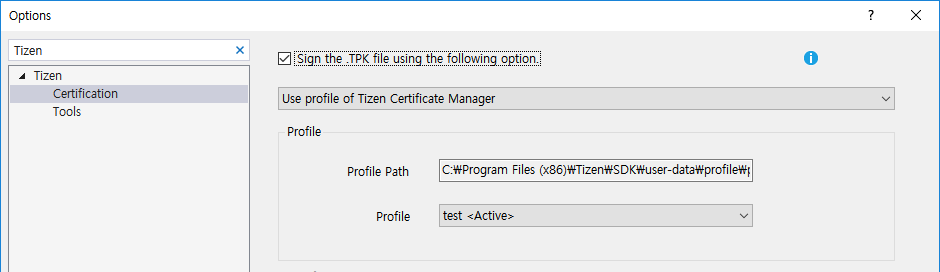 Options
Tizen
Tizen
Certification
Tools
Sign the .TPK file using the following option.
Use profile of Tizen Certificate Manager
Profile
Profile Path C:₩Program Files (x86)₩Tizen₩SDK₩user-data₩profile₩
Profile test <Active>